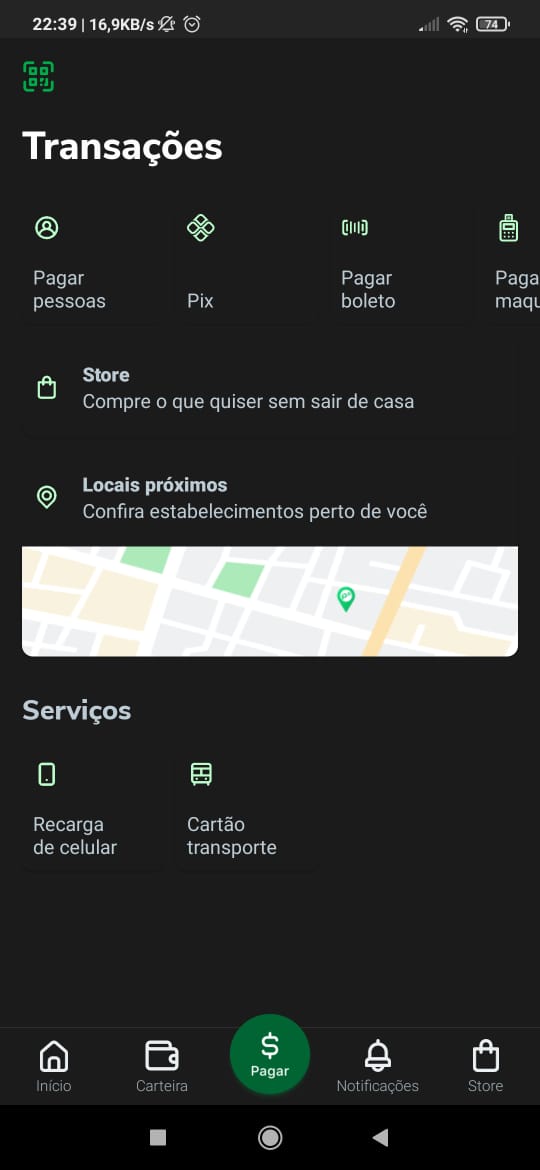 22:39 | 16,9KB/s
74
Transações
Pagar
pessoas
Pix
Pagar
boleto
Paga
maqu
Store
Compre o que quiser sem sair de casa
Locais próximos
Confira estabelecimentos perto de você
Serviços
Recarga
de celular
Cartão
transporte
$
Pagar
Início
Carteira
Notificações
Store